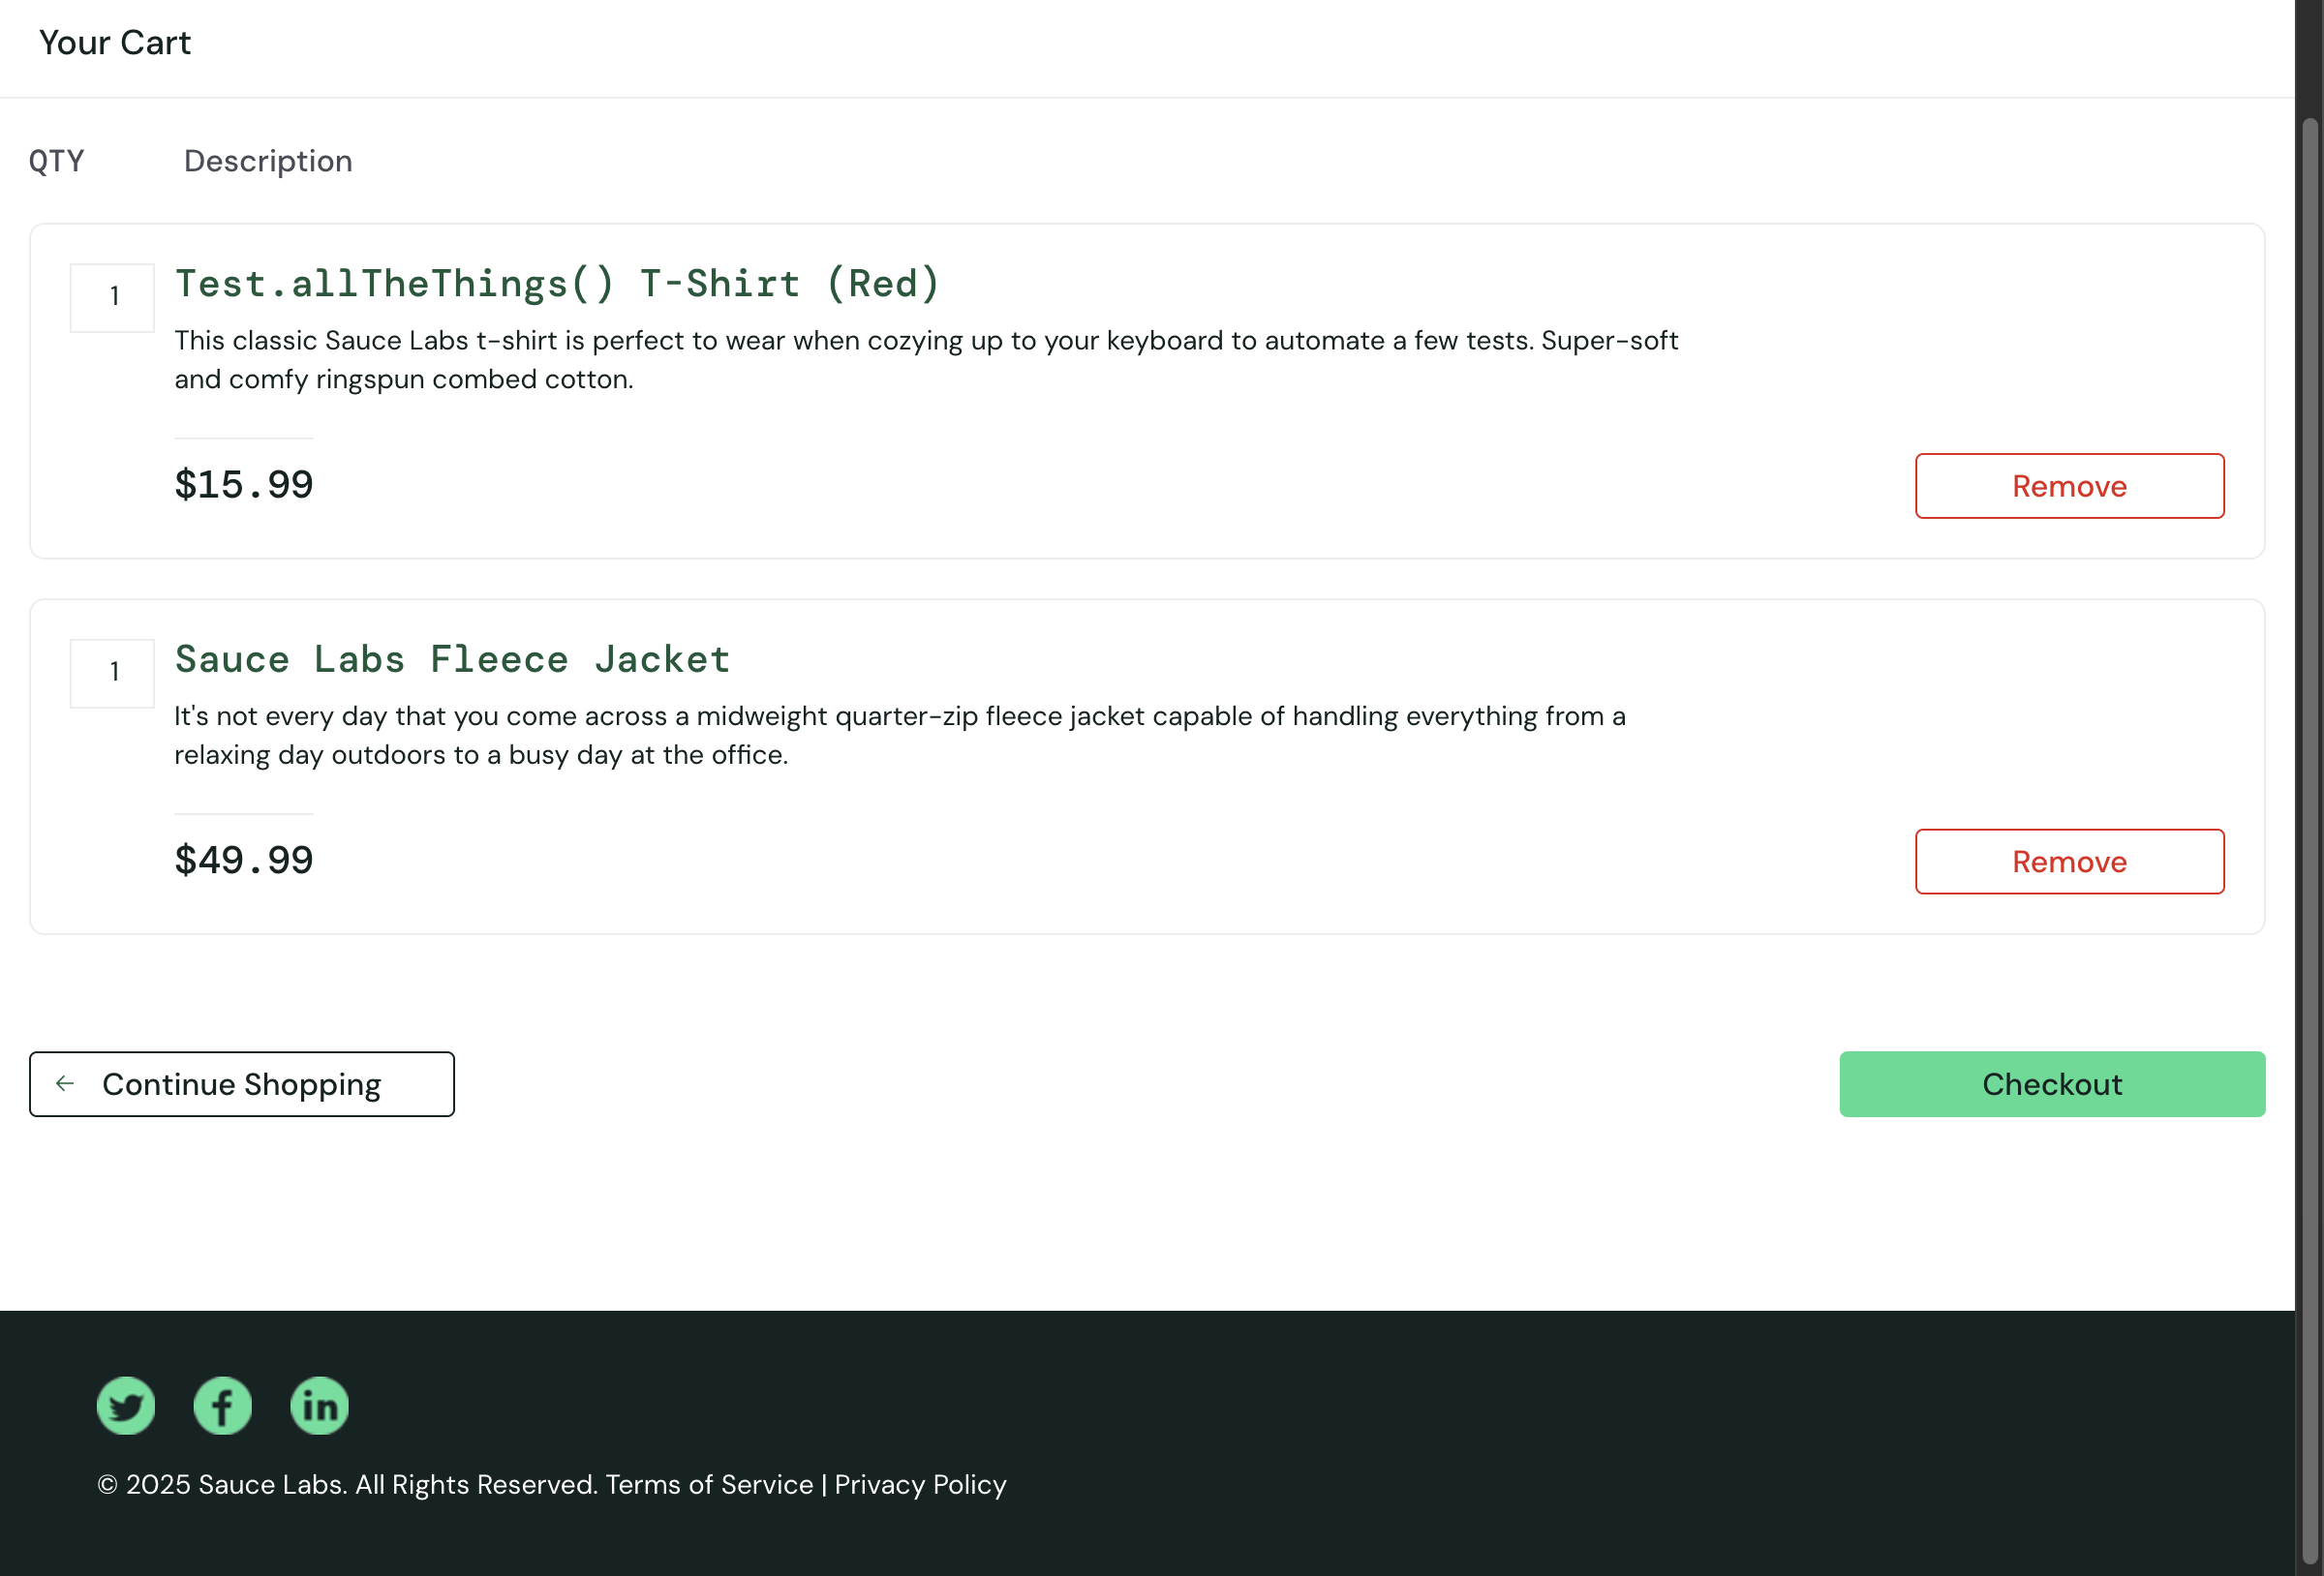 Your Cart
QTY Description
1 Test.allTheThings() T-Shirt (Red)
This classic Sauce Labs t-shirt is perfect to wear when cozying up to your keyboard to automate a few tests. Super-soft
and comfy ringspun combed cotton.
$15.99 Remove
1 Sauce Labs Fleece Jacket
It's not every day that you come across a midweight quarter-zip fleece jacket capable of handling everything from a
relaxing day outdoors to a busy day at the office.
$49.99 Remove
← Continue Shopping Checkout
f in
© 2025 Sauce Labs. All Rights Reserved. Terms of Service | Privacy Policy